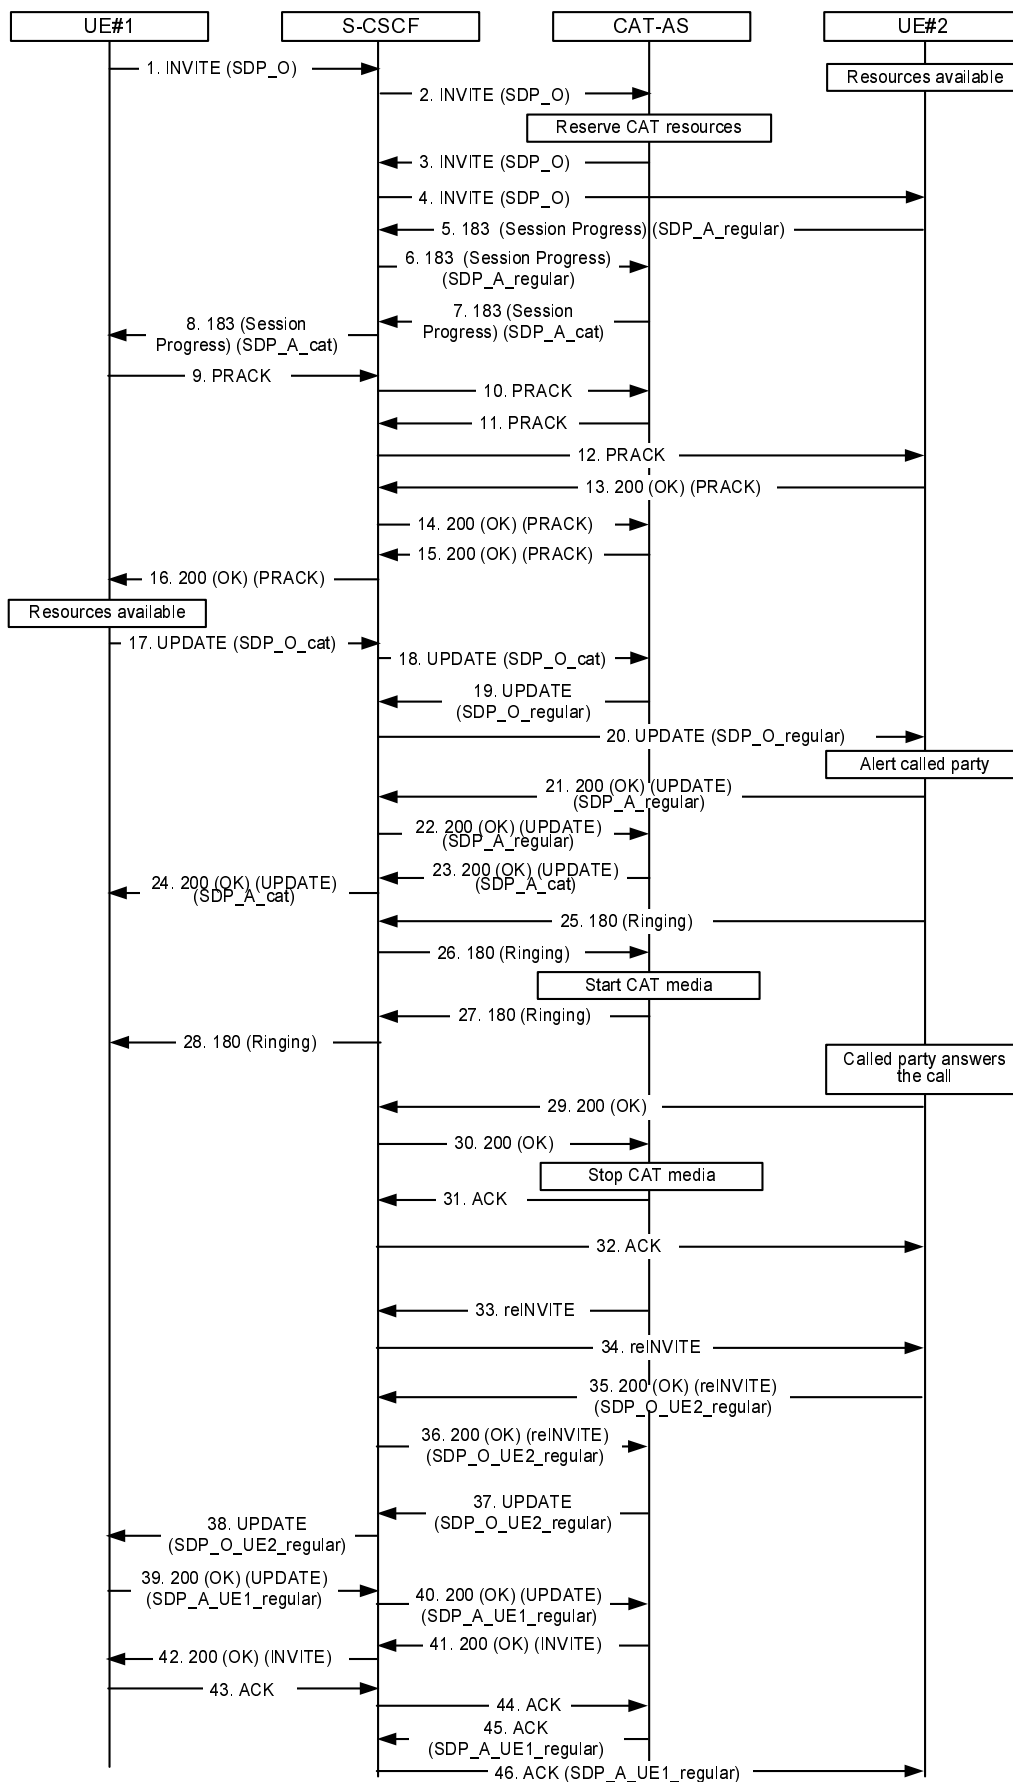 UE#1
S-CSCF
CAT-AS
UE#2
1. INVITE (SDP_O)
Resources available
2. INVITE (SDP_O)
Reserve CAT resources
3. INVITE (SDP_O)
4. INVITE (SDP_O)
5. 183 (Session Progress) (SDP_A_regular)
6. 183 (Session Progress)
(SDP_A_regular)
7. 183 (Session
Progress) (SDP_A_cat)
8. 183 (Session
Progress) (SDP_A_cat)
9. PRACK
10. PRACK
11. PRACK
12. PRACK
13. 200 (OK) (PRACK)
14. 200 (OK) (PRACK)
15. 200 (OK) (PRACK)
16. 200 (OK) (PRACK)
Resources available
17. UPDATE (SDP_O_cat)
18. UPDATE (SDP_O_cat)
19. UPDATE
(SDP_O_regular)
20. UPDATE (SDP_O_regular)
Alert called party
21. 200 (OK) (UPDATE)
(SDP_A_regular)
22. 200 (OK) (UPDATE)
(SDP_A_regular)
23. 200 (OK) (UPDATE)
(SDP_A_cat)
24. 200 (OK) (UPDATE)
(SDP_A_cat)
25. 180 (Ringing)
26. 180 (Ringing)
Start CAT media
27. 180 (Ringing)
28. 180 (Ringing)
Called party answers
the call
29. 200 (OK)
30. 200 (OK)
Stop CAT media
31. ACK
32. ACK
33. reINVITE
34. reINVITE
35. 200 (OK) (reINVITE)
(SDP_O_UE2_regular)
36. 200 (OK) (reINVITE)
(SDP_O_UE2_regular)
37. UPDATE
(SDP_O_UE2_regular)
38. UPDATE
(SDP_O_UE2_regular)
39. 200 (OK) (UPDATE)
(SDP_A_UE1_regular)
40. 200 (OK) (UPDATE)
(SDP_A_UE1_regular)
41. 200 (OK) (INVITE)
42. 200 (OK) (INVITE)
43. ACK
44. ACK
45. ACK
(SDP_A_UE1_regular)
46. ACK (SDP_A_UE1_regular)